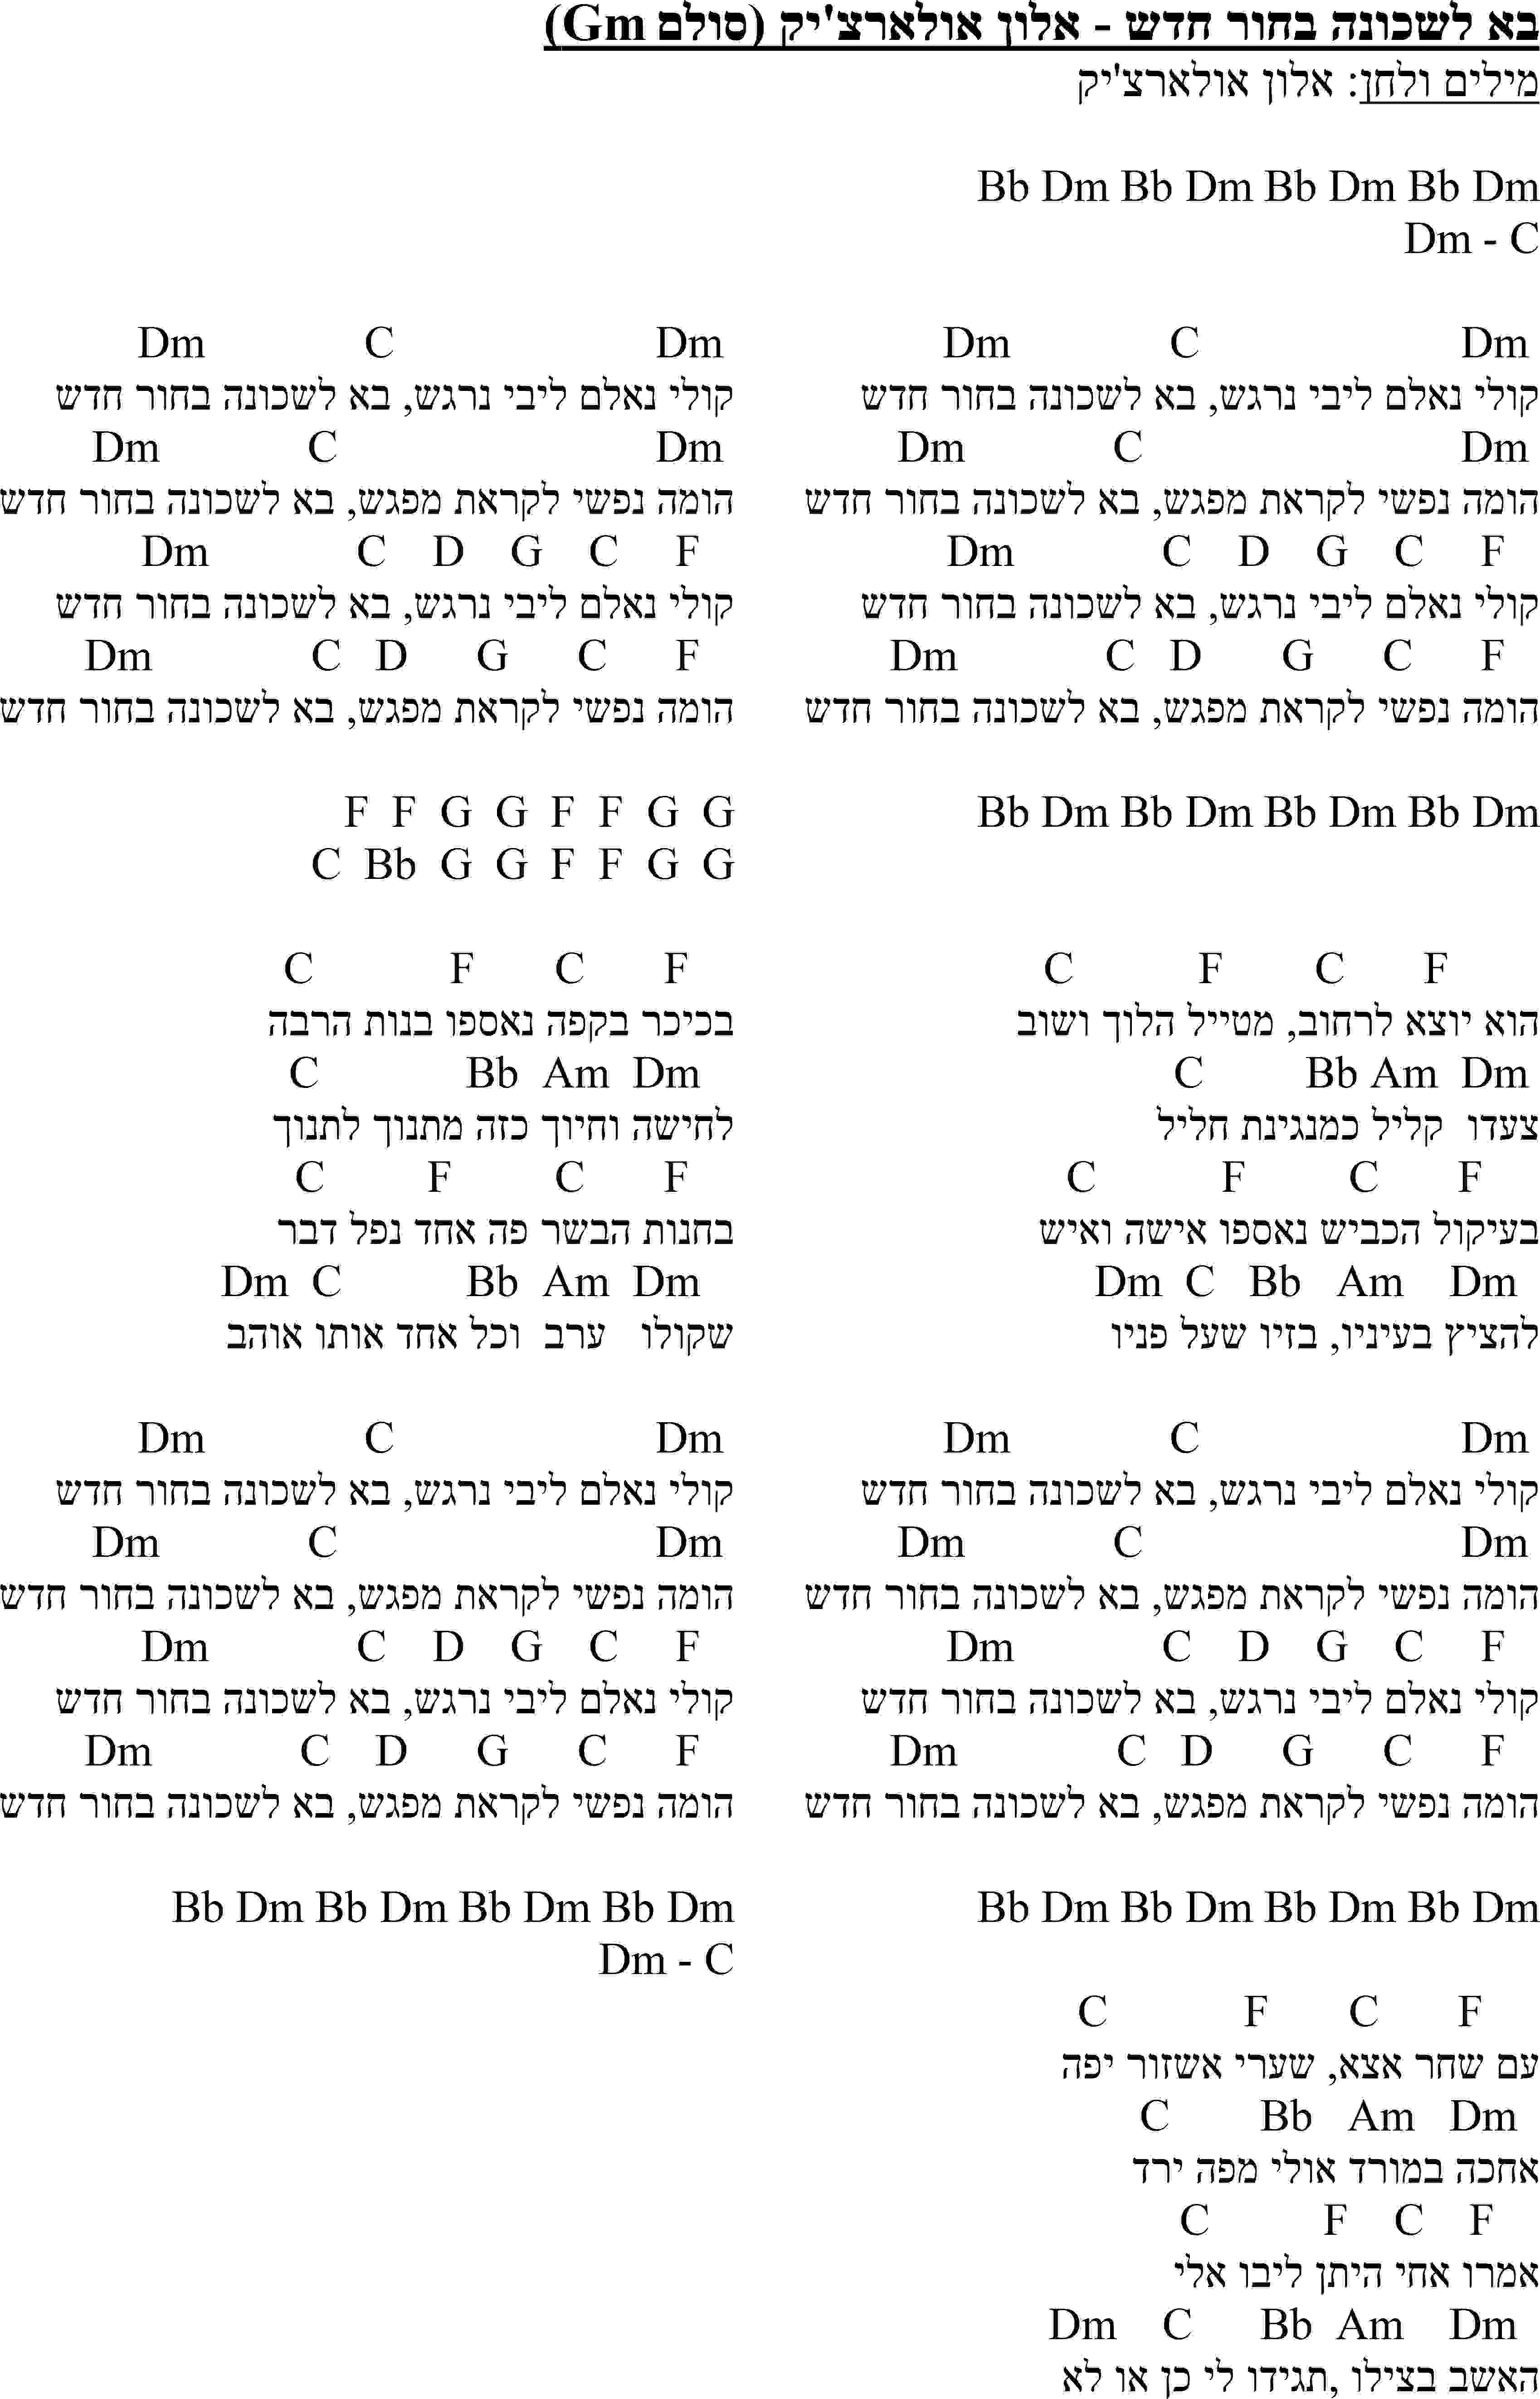 בא לשכונה בחור חדש - אלון אולארצ'יק (סולם Gm)
מילים ולחן: אלון אולארצ'יק
Bb Dm Bb Dm Bb Dm Bb Dm
Dm - C
Dm C Dm
קולי נאלם ליבי נרגש, בא לשכונה בחור חדש
Dm C Dm
הומה נפשי לקראת מפגש, בא לשכונה בחור חדש
Dm C D G C F
קולי נאלם ליבי נרגש, בא לשכונה בחור חדש
Dm C D G C F
הומה נפשי לקראת מפגש, בא לשכונה בחור חדש
Bb Dm Bb Dm Bb Dm Bb Dm
C F C F
הוא יוצא לרחוב, מטייל הלוך ושוב
C Bb Am Dm
צעדו קליל כמנגינת חליל
C F C F
בעיקול הכביש נאספו אישה ואיש
Dm C Bb Am Dm
להציץ בעיניו, בזיו שעל פניו
Dm C Dm
קולי נאלם ליבי נרגש, בא לשכונה בחור חדש
Dm C Dm
הומה נפשי לקראת מפגש, בא לשכונה בחור חדש
Dm C D G C F
קולי נאלם ליבי נרגש, בא לשכונה בחור חדש
Dm C D G C F
הומה נפשי לקראת מפגש, בא לשכונה בחור חדש
Bb Dm Bb Dm Bb Dm Bb Dm
C F C F
עם שחר אצא, שערי אשזור יפה
C Bb Am Dm
אחכה במורד אולי מפה ירד
C F C F
אמרו אחי היתן ליבו אלי
Dm C Bb Am Dm
האשב בצילו ,תגידו לי כן או לא
Dm C Dm
קולי נאלם ליבי נרגש, בא לשכונה בחור חדש
Dm C Dm
הומה נפשי לקראת מפגש, בא לשכונה בחור חדש
Dm C D G C F
קולי נאלם ליבי נרגש, בא לשכונה בחור חדש
Dm C D G C F
הומה נפשי לקראת מפגש, בא לשכונה בחור חדש
F F G G F F G G
C Bb G G F F G G
C F C F
בכיכר בקפה נאספו בנות הרבה
C Bb Am Dm
לחישה וחיוך כזה מתנוך לתנוך
C F C F
בחנות הבשר פה אחד נפל דבר
Dm C Bb Am Dm
שקולו ערב וכל אחד אותו אוהב
Dm C Dm
קולי נאלם ליבי נרגש, בא לשכונה בחור חדש
Dm C Dm
הומה נפשי לקראת מפגש, בא לשכונה בחור חדש
Dm C D G C F
קולי נאלם ליבי נרגש, בא לשכונה בחור חדש
Dm C D G C F
הומה נפשי לקראת מפגש, בא לשכונה בחור חדש
Bb Dm Bb Dm Bb Dm Bb Dm
Dm - C